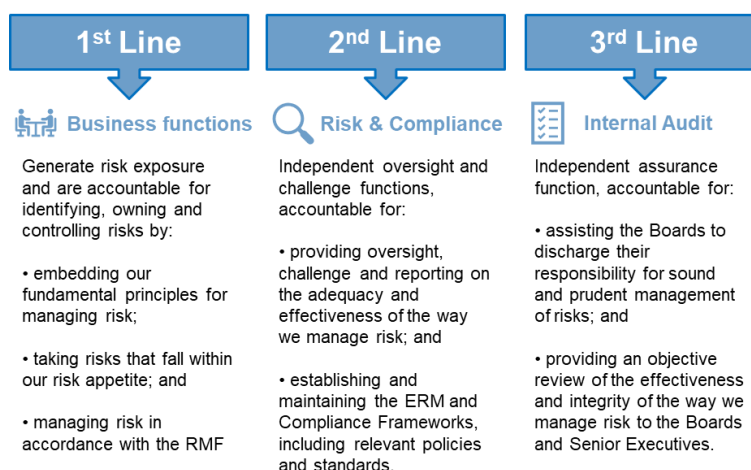 1st Line
Business functions
Generate risk exposure
and are accountable for
identifying, owning and
controlling risks by:
• embedding our
fundamental principles for
managing risk;
• taking risks that fall within
our risk appetite; and
• managing risk in
accordance with the RMF
2nd Line
Risk & Compliance
Independent oversight and
challenge functions,
accountable for:
• providing oversight,
challenge and reporting on
the adequacy and
effectiveness of the way
we manage risk; and
• establishing and
maintaining the ERM and
Compliance Frameworks,
including relevant policies
and standards.
3rd Line
Internal Audit
Independent assurance
function, accountable for:
• assisting the Boards to
discharge their
responsibility for sound
and prudent management
of risks; and
• providing an objective
review of the effectiveness
and integrity of the way we
manage risk to the Boards
and Senior Executives.